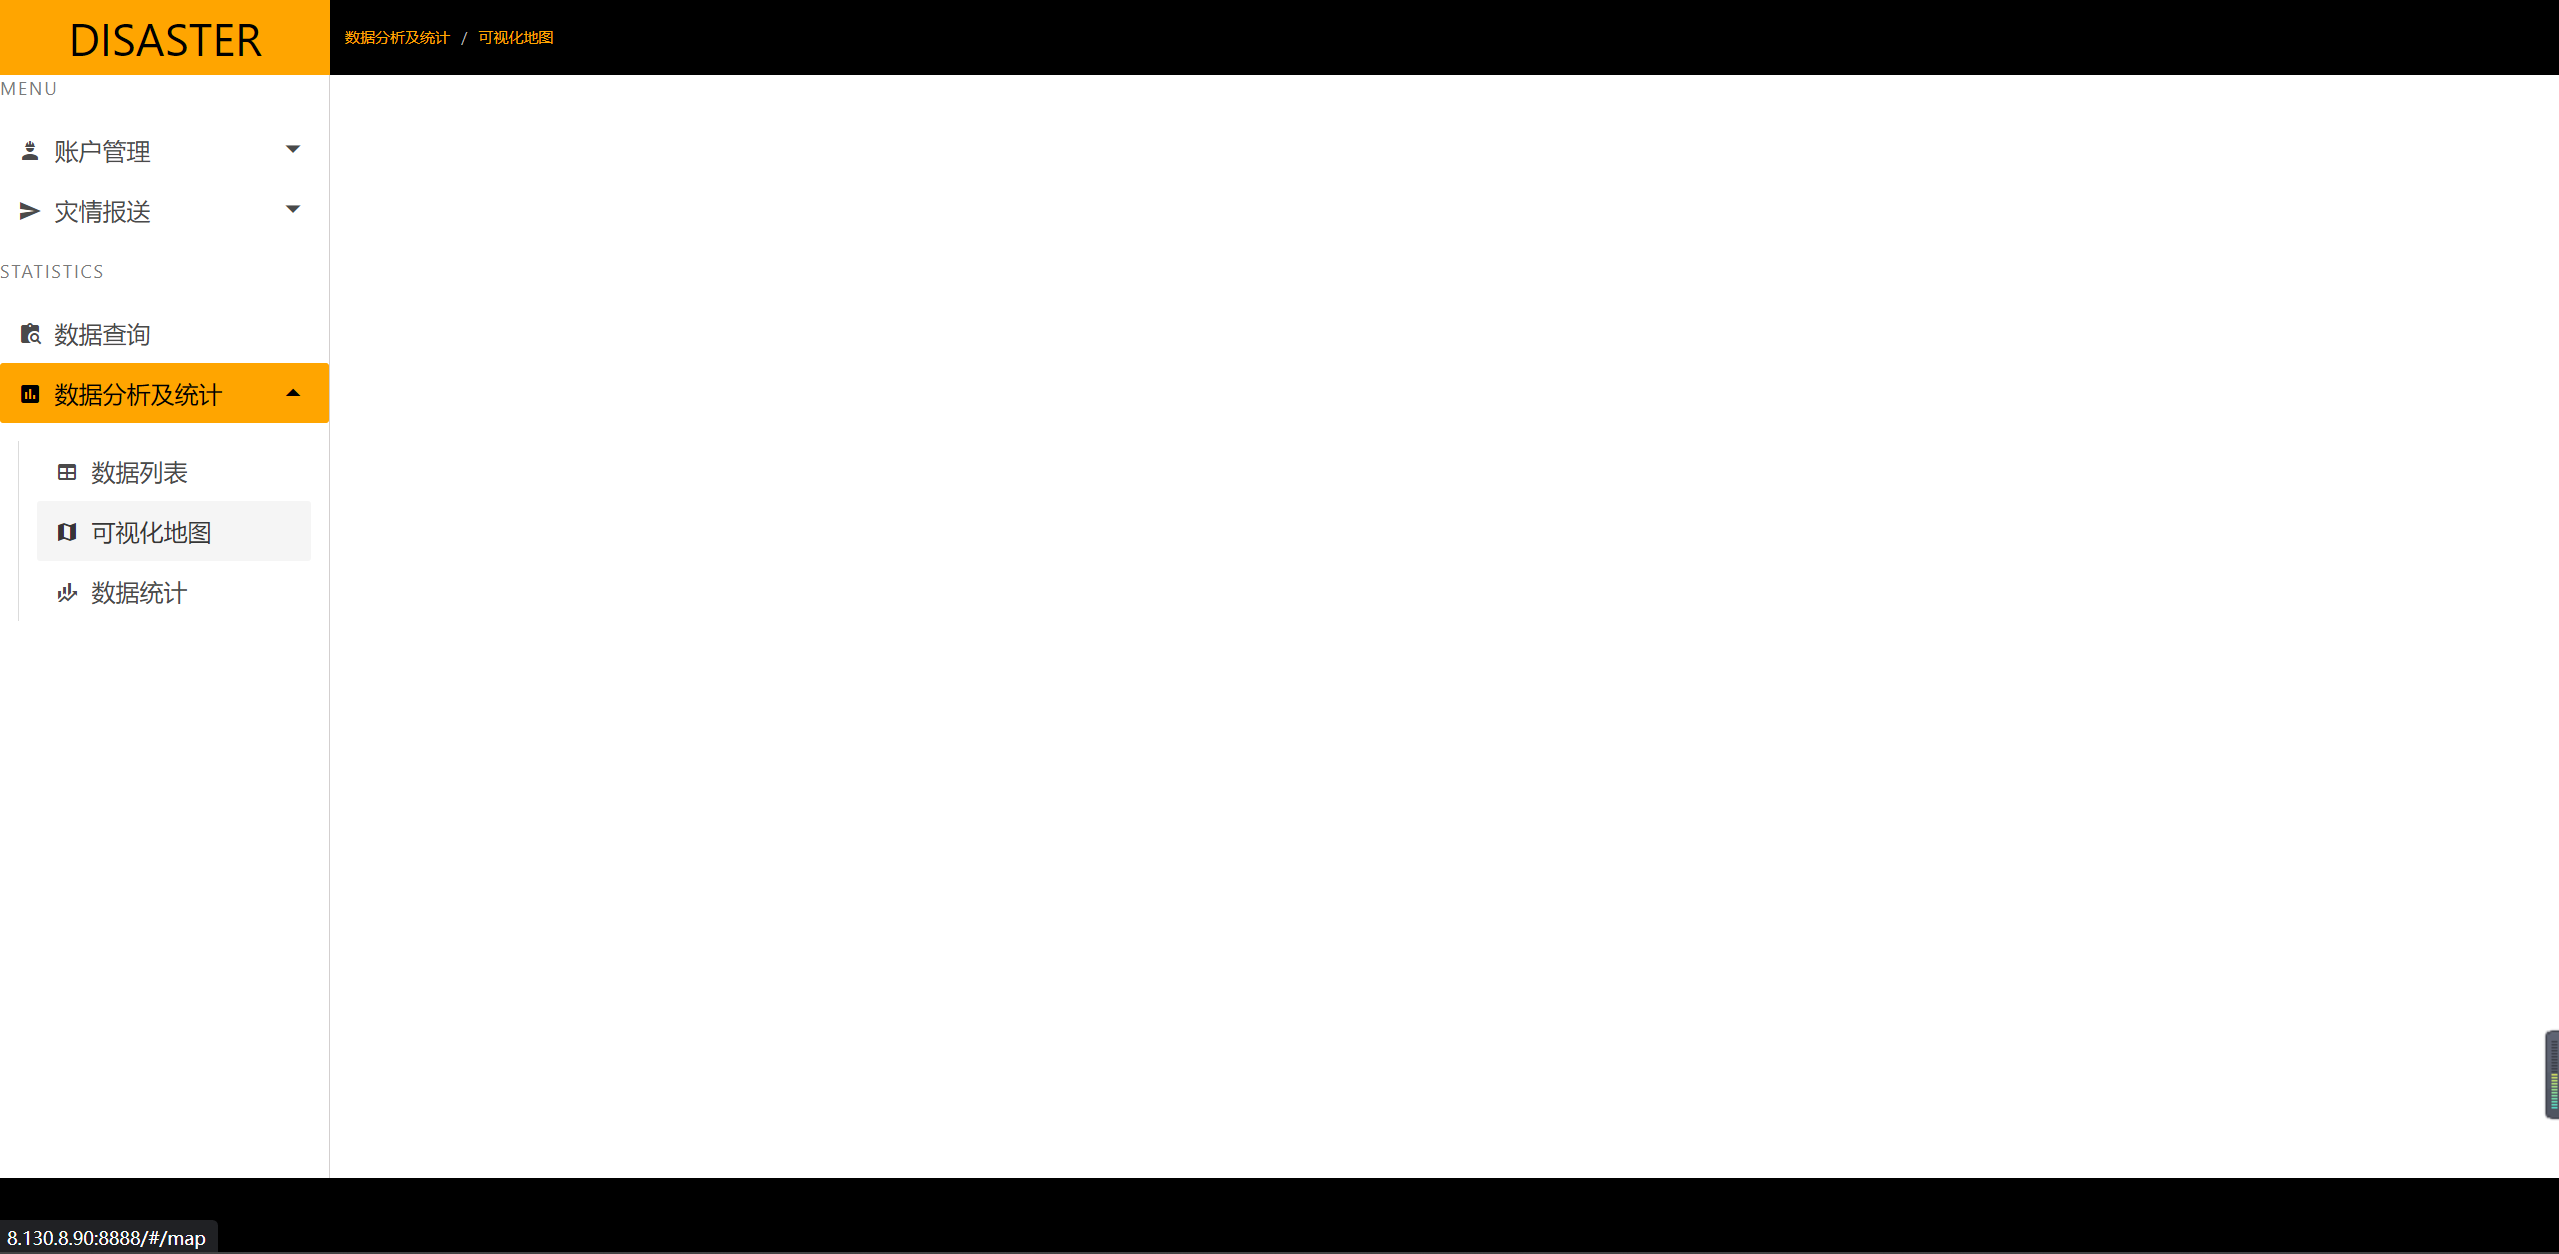 DISASTER
数据分析及统计 / 可视化地图
MENU
账户管理
灾情报送
STATISTICS
数据查询
数据分析及统计
数据列表
可视化地图
数据统计
8.130.8.90:8888/#/map